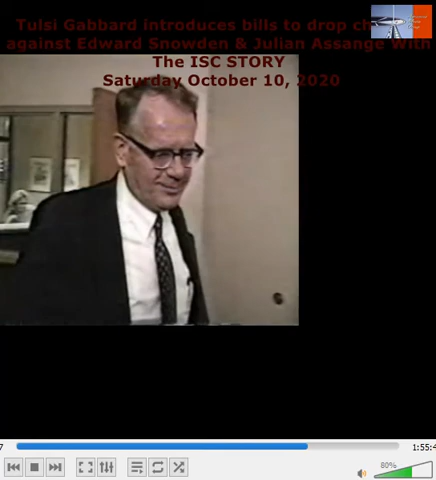 Tulsi Gabbard introduces bills to drop
against Edward Snowden & Julian Assange With
The ISC STORY
Saturday October 10, 2020
1:55:4
80%